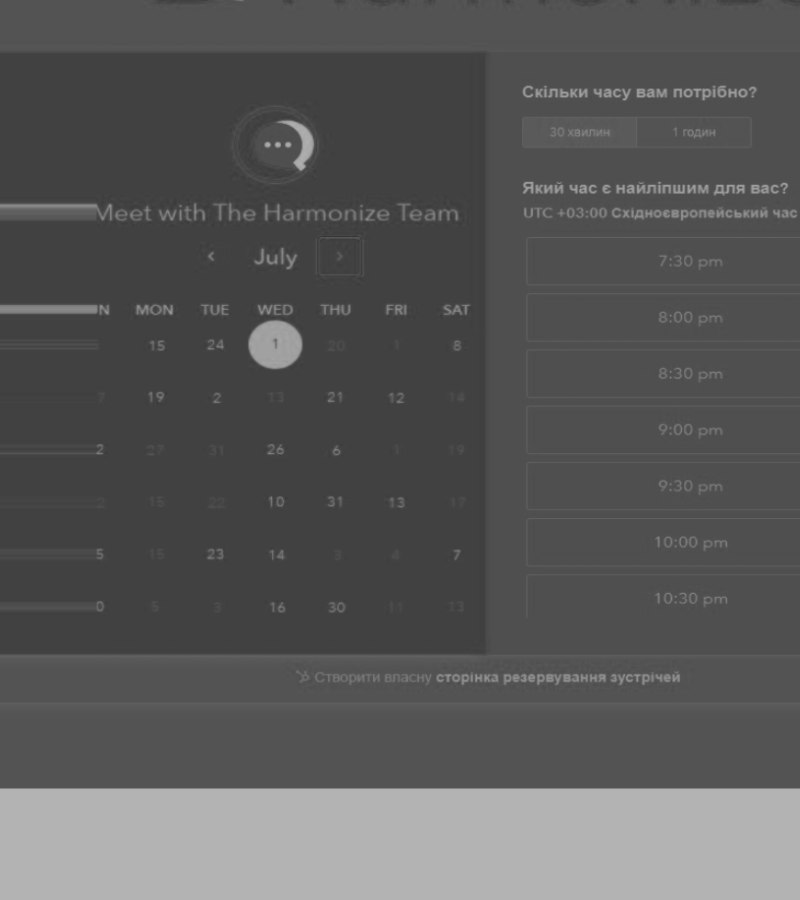 Meet with The Harmonize Team
July
N MON TUE WED THU FRI SAT
15 24 1 20 1 8
7 19 2 13 21 12 14
2 27 31 26 6 1 19
2 15 22 10 31 13 17
5 15 23 14 3 4 7
0 5 3 16 30 11 13
Скільки часу вам потрібно?
30 хвилин 1 годин
Який час є найліпшим для вас?
UTC +03:00 Східноєвропейський час
7:30 pm
8:00 pm
8:30 pm
9:00 pm
9:30 pm
10:00 pm
10:30 pm
Створити власну сторінка резервування зустрічей